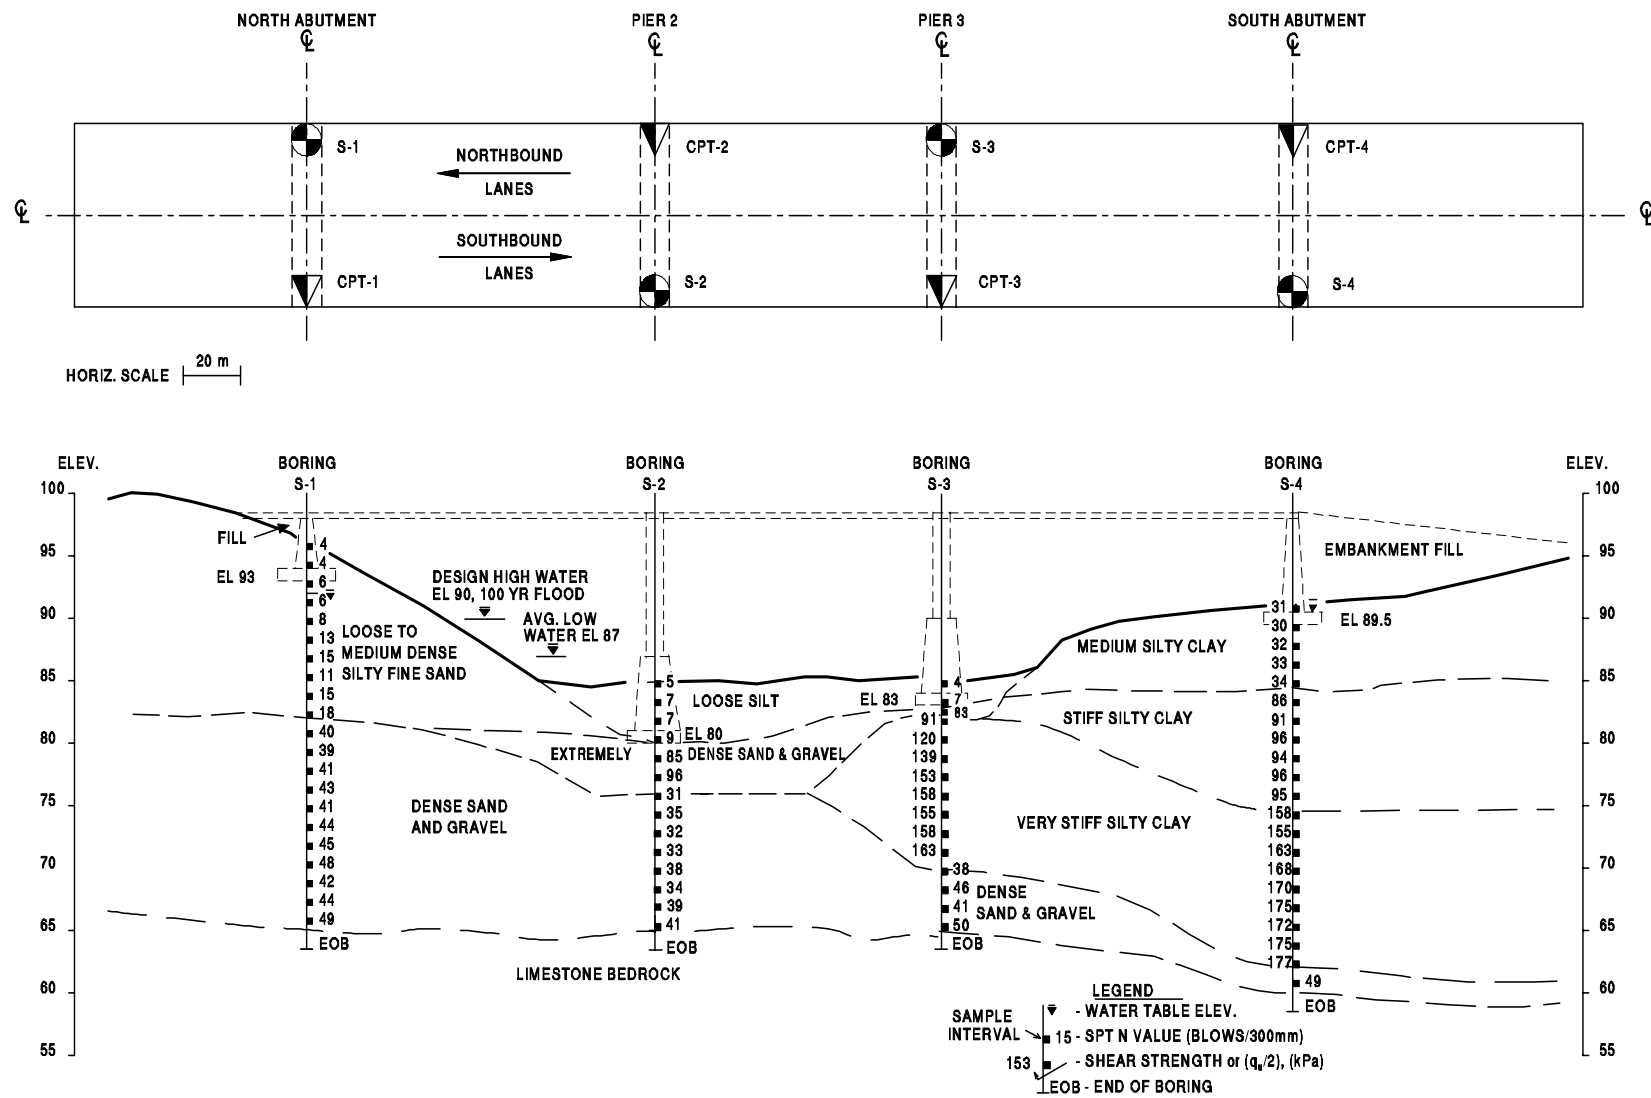 NORTH ABUTMENT
PIER 2
PIER 3
SOUTH ABUTMENT
℄
℄
℄
℄
S-1
CPT-2
S-3
CPT-4
NORTHBOUND
LANES
℄
℄
SOUTHBOUND
LANES
CPT-1
S-2
CPT-3
S-4
HORIZ. SCALE
20 m
ELEV.
BORING
S-1
BORING
S-2
BORING
S-3
BORING
S-4
ELEV.
100
95
90
85
80
75
70
65
60
55
FILL
EL 93
4
4
6
6
8
13
15
11
15
18
40
39
41
43
41
44
45
48
42
44
49
EOB
LOOSE TO
MEDIUM DENSE
SILTY FINE SAND
DENSE SAND
AND GRAVEL
DESIGN HIGH WATER
EL 90, 100 YR FLOOD
AVG. LOW
WATER EL 87
5
7
7
9
85
96
31
35
32
33
38
34
39
41
EOB
LOOSE SILT
EL 80
EXTREMELY
DENSE SAND & GRAVEL
LIMESTONE BEDROCK
EL 83
4
7
83
91
120
139
153
158
155
158
163
38
46
41
50
EOB
MEDIUM SILTY CLAY
STIFF SILTY CLAY
VERY STIFF SILTY CLAY
DENSE
SAND & GRAVEL
EMBANKMENT FILL
EL 89.5
31
30
32
33
34
86
91
96
94
96
95
158
155
163
168
170
175
172
175
177
49
EOB
100
95
90
85
80
75
70
65
60
55
LEGEND
- WATER TABLE ELEV.
SAMPLE
INTERVAL
15 - SPT N VALUE (BLOWS/300mm)
153
- SHEAR STRENGTH or (qu/2), (kPa)
EOB - END OF BORING